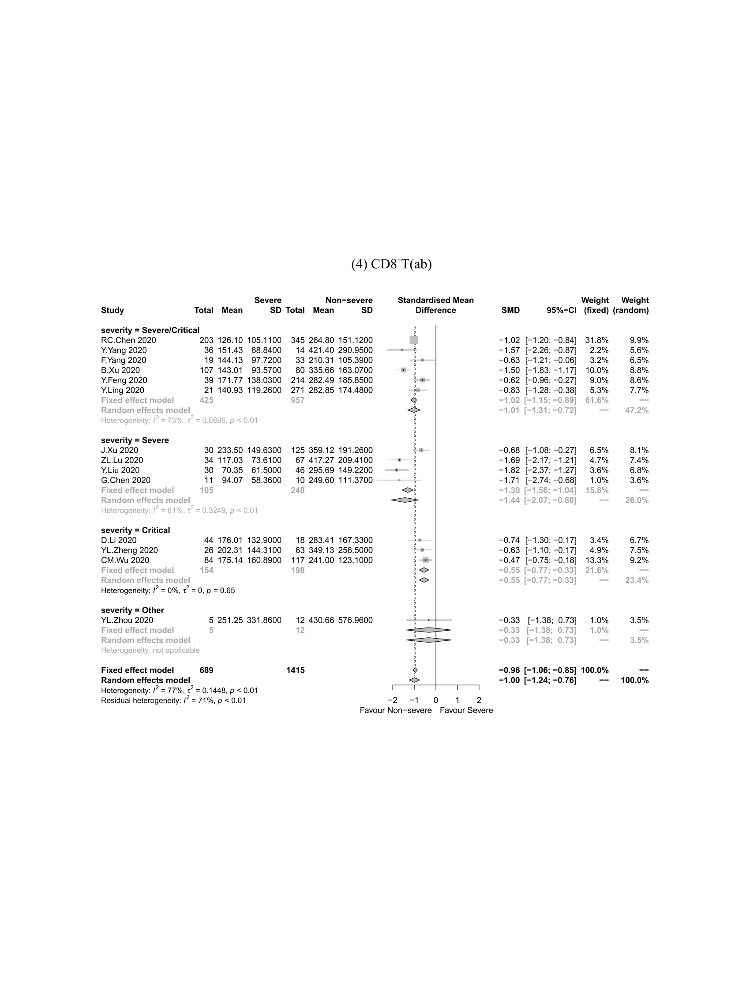 (4) CD8+T(ab)
Severe Non−severe Standardised Mean Weight Weight
Study Total Mean SD Total Mean SD Difference SMD 95%−CI (fixed) (random)
severity = Severe/Critical
RC.Chen 2020 203 126.10 105.1100 345 264.80 151.1200 −1.02 [−1.20; −0.84] 31.8% 9.9%
Y.Yang 2020 36 151.43 88.8400 14 421.40 290.9500 −1.57 [−2.26; −0.87] 2.2% 5.6%
F.Yang 2020 19 144.13 97.7200 33 210.31 105.3900 −0.63 [−1.21; −0.06] 3.2% 6.5%
B.Xu 2020 107 143.01 93.5700 80 335.66 163.0700 −1.50 [−1.83; −1.17] 10.0% 8.8%
Y.Feng 2020 39 171.77 138.0300 214 282.49 185.8500 −0.62 [−0.96; −0.27] 9.0% 8.6%
Y.Ling 2020 21 140.93 119.2600 271 282.85 174.4800 −0.83 [−1.28; −0.38] 5.3% 7.7%
Fixed effect model 425 957 −1.02 [−1.15; −0.89] 61.6% −−
Random effects model −1.01 [−1.31; −0.72] −− 47.2%
Heterogeneity: I2 = 73%, τ2 = 0.0896, p < 0.01
severity = Severe
J.Xu 2020 30 233.50 149.6300 125 359.12 191.2600 −0.68 [−1.08; −0.27] 6.5% 8.1%
ZL.Lu 2020 34 117.03 73.6100 67 417.27 209.4100 −1.69 [−2.17; −1.21] 4.7% 7.4%
Y.Liu 2020 30 70.35 61.5000 46 295.69 149.2200 −1.82 [−2.37; −1.27] 3.6% 6.8%
G.Chen 2020 11 94.07 58.3600 10 249.60 111.3700 −1.71 [−2.74; −0.68] 1.0% 3.6%
Fixed effect model 105 248 −1.30 [−1.56; −1.04] 15.8% −−
Random effects model −1.44 [−2.07; −0.80] −− 26.0%
Heterogeneity: I2 = 81%, τ2 = 0.3249, p < 0.01
severity = Critical
D.Li 2020 44 176.01 132.9000 18 283.41 167.3300 −0.74 [−1.30; −0.17] 3.4% 6.7%
YL.Zheng 2020 26 202.31 144.3100 63 349.13 256.5000 −0.63 [−1.10; −0.17] 4.9% 7.5%
CM.Wu 2020 84 175.14 160.8900 117 241.00 123.1000 −0.47 [−0.75; −0.18] 13.3% 9.2%
Fixed effect model 154 198 −0.55 [−0.77; −0.33] 21.6% −−
Random effects model −0.55 [−0.77; −0.33] −− 23.4%
Heterogeneity: I2 = 0%, τ2 = 0, p = 0.65
severity = Other
YL.Zhou 2020 5 251.25 331.8600 12 430.66 576.9600 −0.33 [−1.38; 0.73] 1.0% 3.5%
Fixed effect model 5 12 −0.33 [−1.38; 0.73] 1.0% −−
Random effects model −0.33 [−1.38; 0.73] −− 3.5%
Heterogeneity: not applicable
Fixed effect model 689 1415 −0.96 [−1.06; −0.85] 100.0% −−
Random effects model −1.00 [−1.24; −0.76] −− 100.0%
Heterogeneity: I2 = 77%, τ2 = 0.1448, p < 0.01
Residual heterogeneity: I2 = 71%, p < 0.01
−2 −1 0 1 2
Favour Non−severe Favour Severe